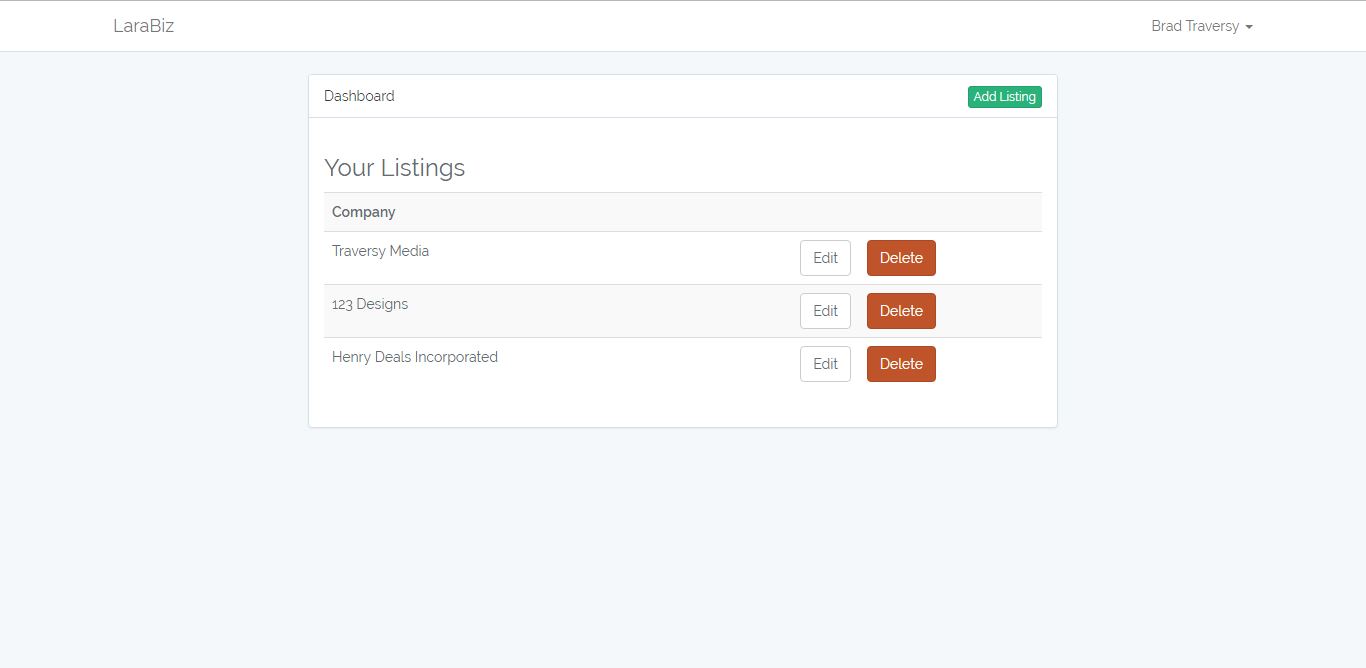 LaraBiz Brad Traversy
Dashboard Add Listing
Your Listings
Company
Traversy Media Edit Delete
123 Designs Edit Delete
Henry Deals Incorporated Edit Delete